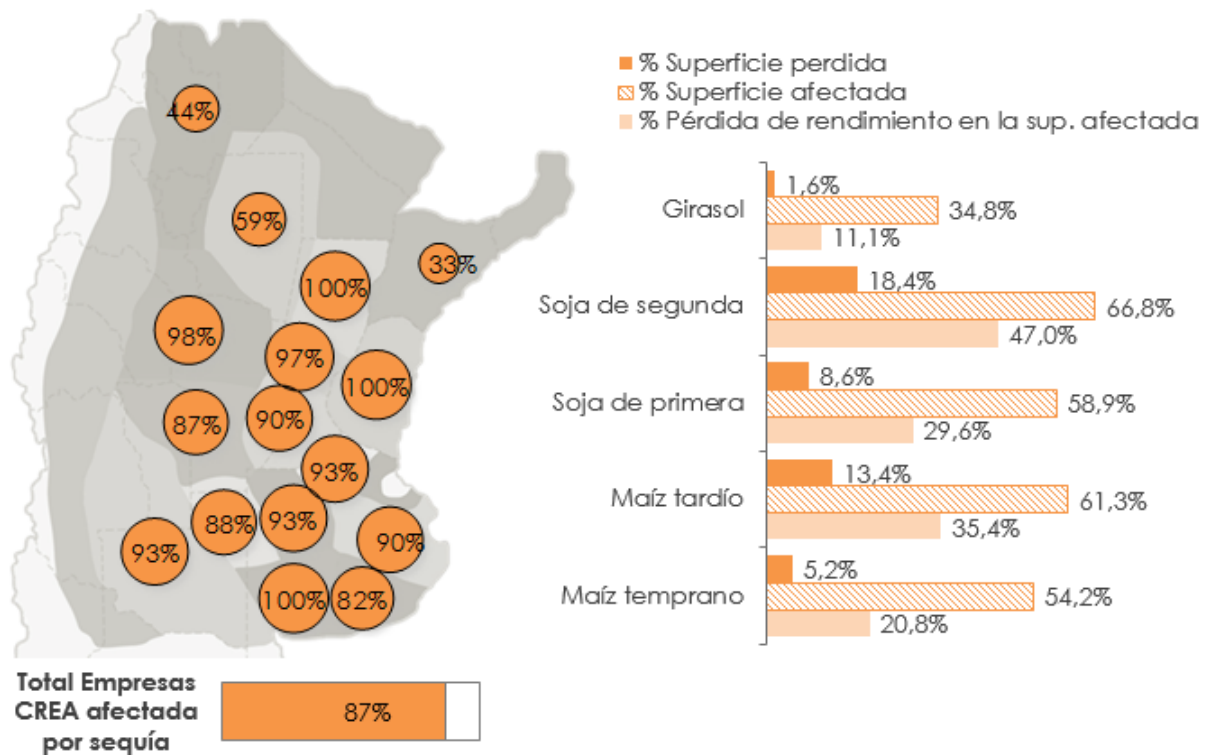 44%
59%
33%
100%
98%
97%
100%
87%
90%
93%
88%
93%
93%
90%
100%
82%
Total Empresas
CREA afectada
por sequía
87%
% Superficie perdida
% Superficie afectada
% Pérdida de rendimiento en la sup. afectada
Girasol
1,6%
34,8%
11,1%
Soja de segunda
18,4%
66,8%
47,0%
Soja de primera
8,6%
58,9%
29,6%
Maíz tardío
13,4%
61,3%
35,4%
Maíz temprano
5,2%
54,2%
20,8%